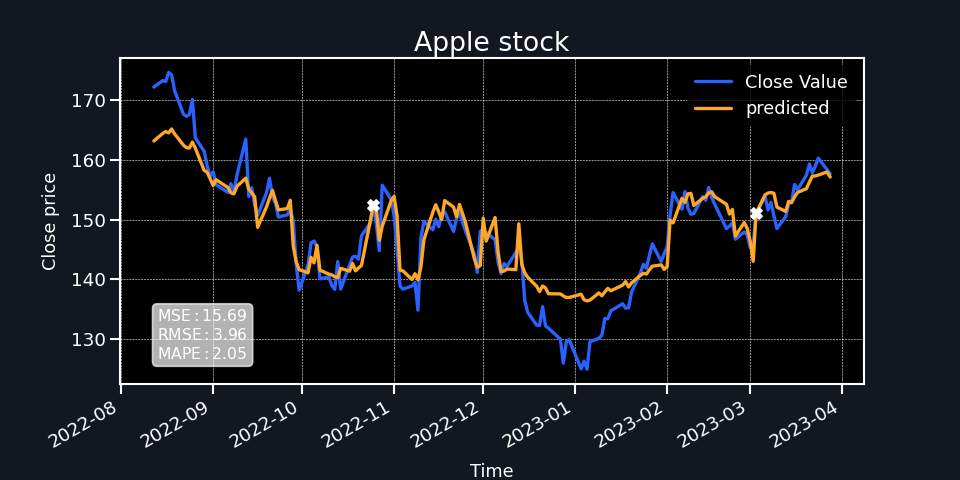 Apple stock
Close Value
predicted
Close price
170
160
150
140
130
MSE : 15.69
RMSE : 3.96
MAPE : 2.05
2022-08
2022-09
2022-10
2022-11
2022-12
2023-01
2023-02
2023-03
2023-04
Time